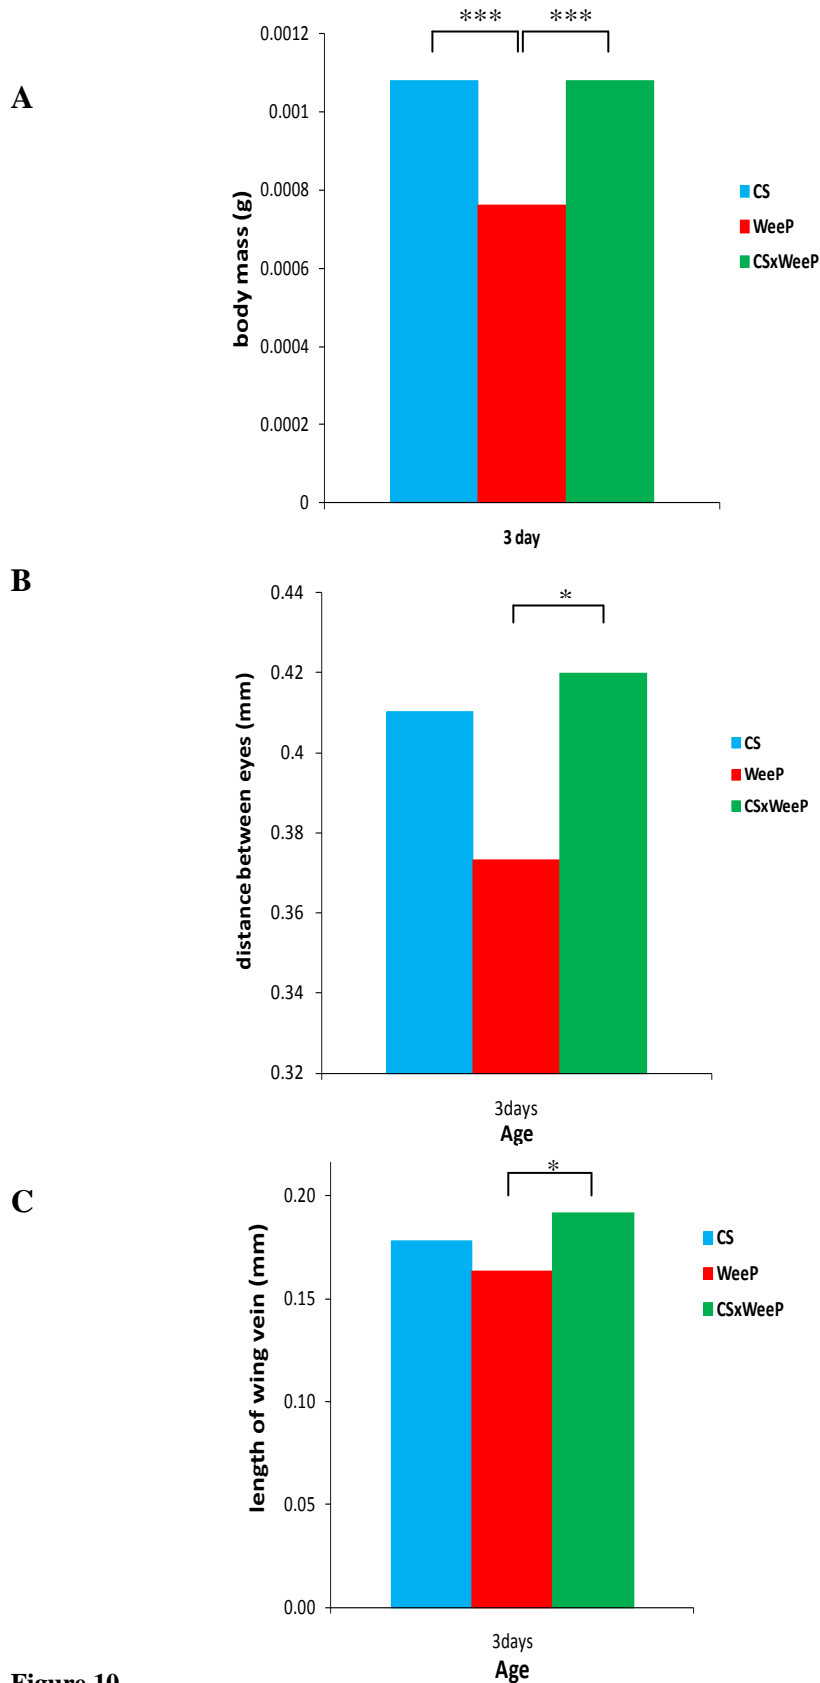 A
*** ***
0.0012
0.001
0.0008
0.0006
0.0004
0.0002
0
body mass (g)
3 day
CS
WeeP
CSxWeeP
B
*
0.44
0.42
0.4
0.38
0.36
0.34
0.32
distance between eyes (mm)
3days
Age
CS
WeeP
CSxWeeP
C
*
0.20
0.15
0.10
0.05
0.00
length of wing vein (mm)
3days
Age
CS
WeeP
CSxWeeP
Figure 10